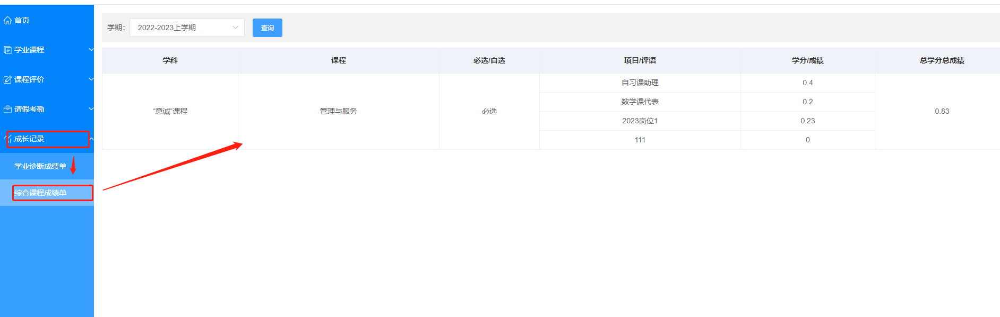 首页
学业课程
课程评价
请假考勤
成长记录
学业诊断成绩单
综合课程成绩单
学期： 2022-2023上学期 查询
学科 课程 必选/自选 项目/评语 学分/成绩 总学分总成绩
“意诚”课程 管理与服务 必选 自习课助理 0.4 0.83
数学课代表 0.2
2023岗位1 0.23
111 0